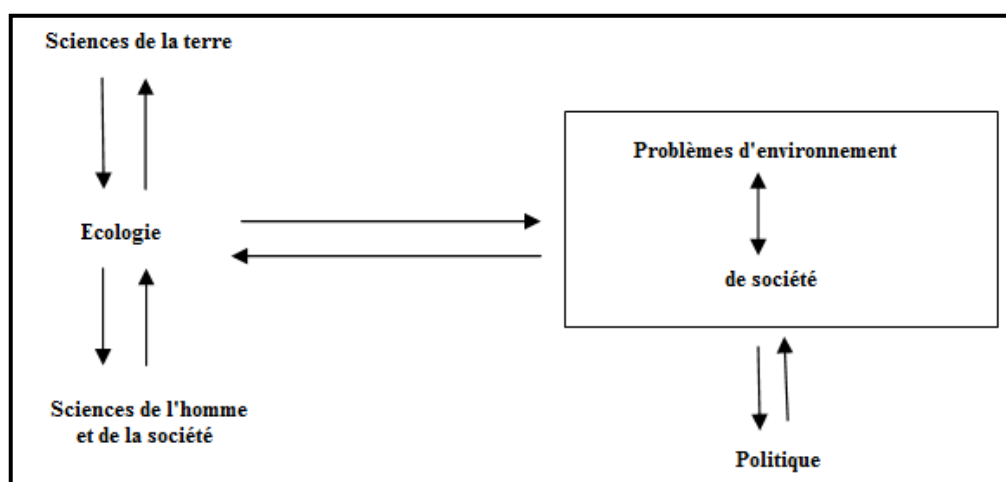 Sciences de la terre
Problèmes d'environnement
Ecologie
de société
Sciences de l'homme
et de la société
Politique